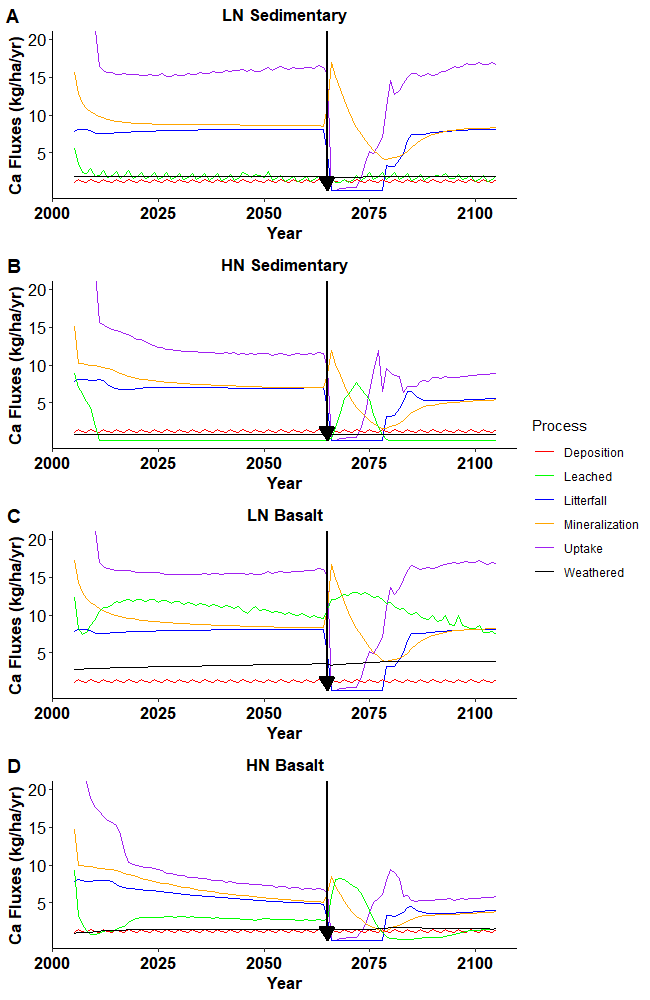 A LN Sedimentary
Ca Fluxes (kg/ha/yr)
20
15
10
5
2000 2025 2050 2075 2100
Year
B HN Sedimentary
Ca Fluxes (kg/ha/yr)
20
15
10
5
2000 2025 2050 2075 2100
Year
Process
Deposition
Leached
Litterfall
Mineralization
Uptake
Weathered
C LN Basalt
Ca Fluxes (kg/ha/yr)
20
15
10
5
2000 2025 2050 2075 2100
Year
D HN Basalt
Ca Fluxes (kg/ha/yr)
20
15
10
5
2000 2025 2050 2075 2100
Year